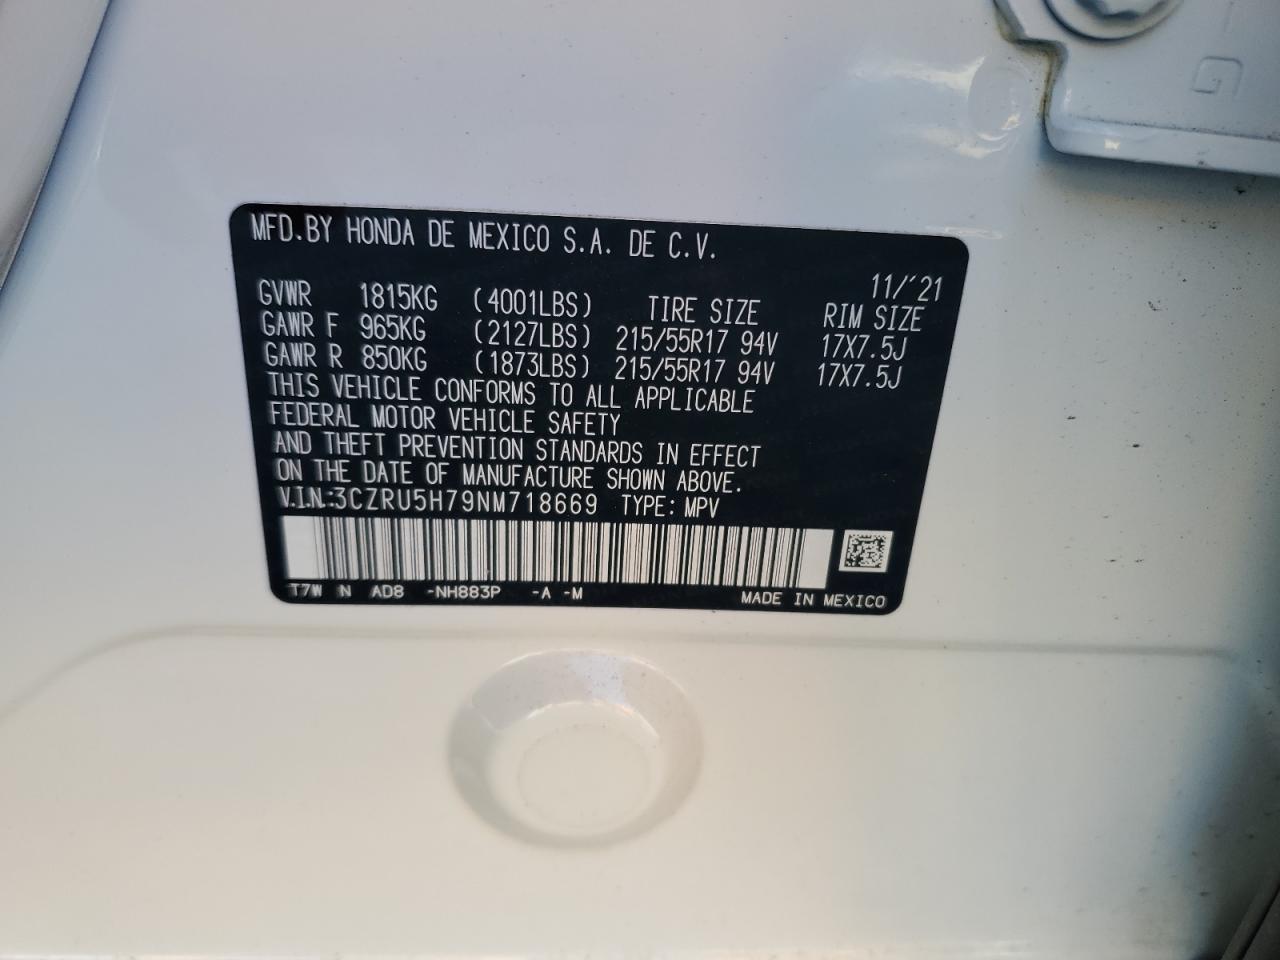 MFD.BY HONDA DE MEXICO S.A. DE C.V.
11/'21
GVWR 1815KG (4001LBS) TIRE SIZE RIM SIZE
GAWR F 965KG (2127LBS) 215/55R17 94V 17X7.5J
GAWR R 850KG (1873LBS) 215/55R17 94V 17X7.5J
THIS VEHICLE CONFORMS TO ALL APPLICABLE
FEDERAL MOTOR VEHICLE SAFETY
AND THEFT PREVENTION STANDARDS IN EFFECT
ON THE DATE OF MANUFACTURE SHOWN ABOVE.
V.I.N.:3CZRU5H79NM718669 TYPE: MPV
T7W N AD8 -NH883P -A -M MADE IN MEXICO